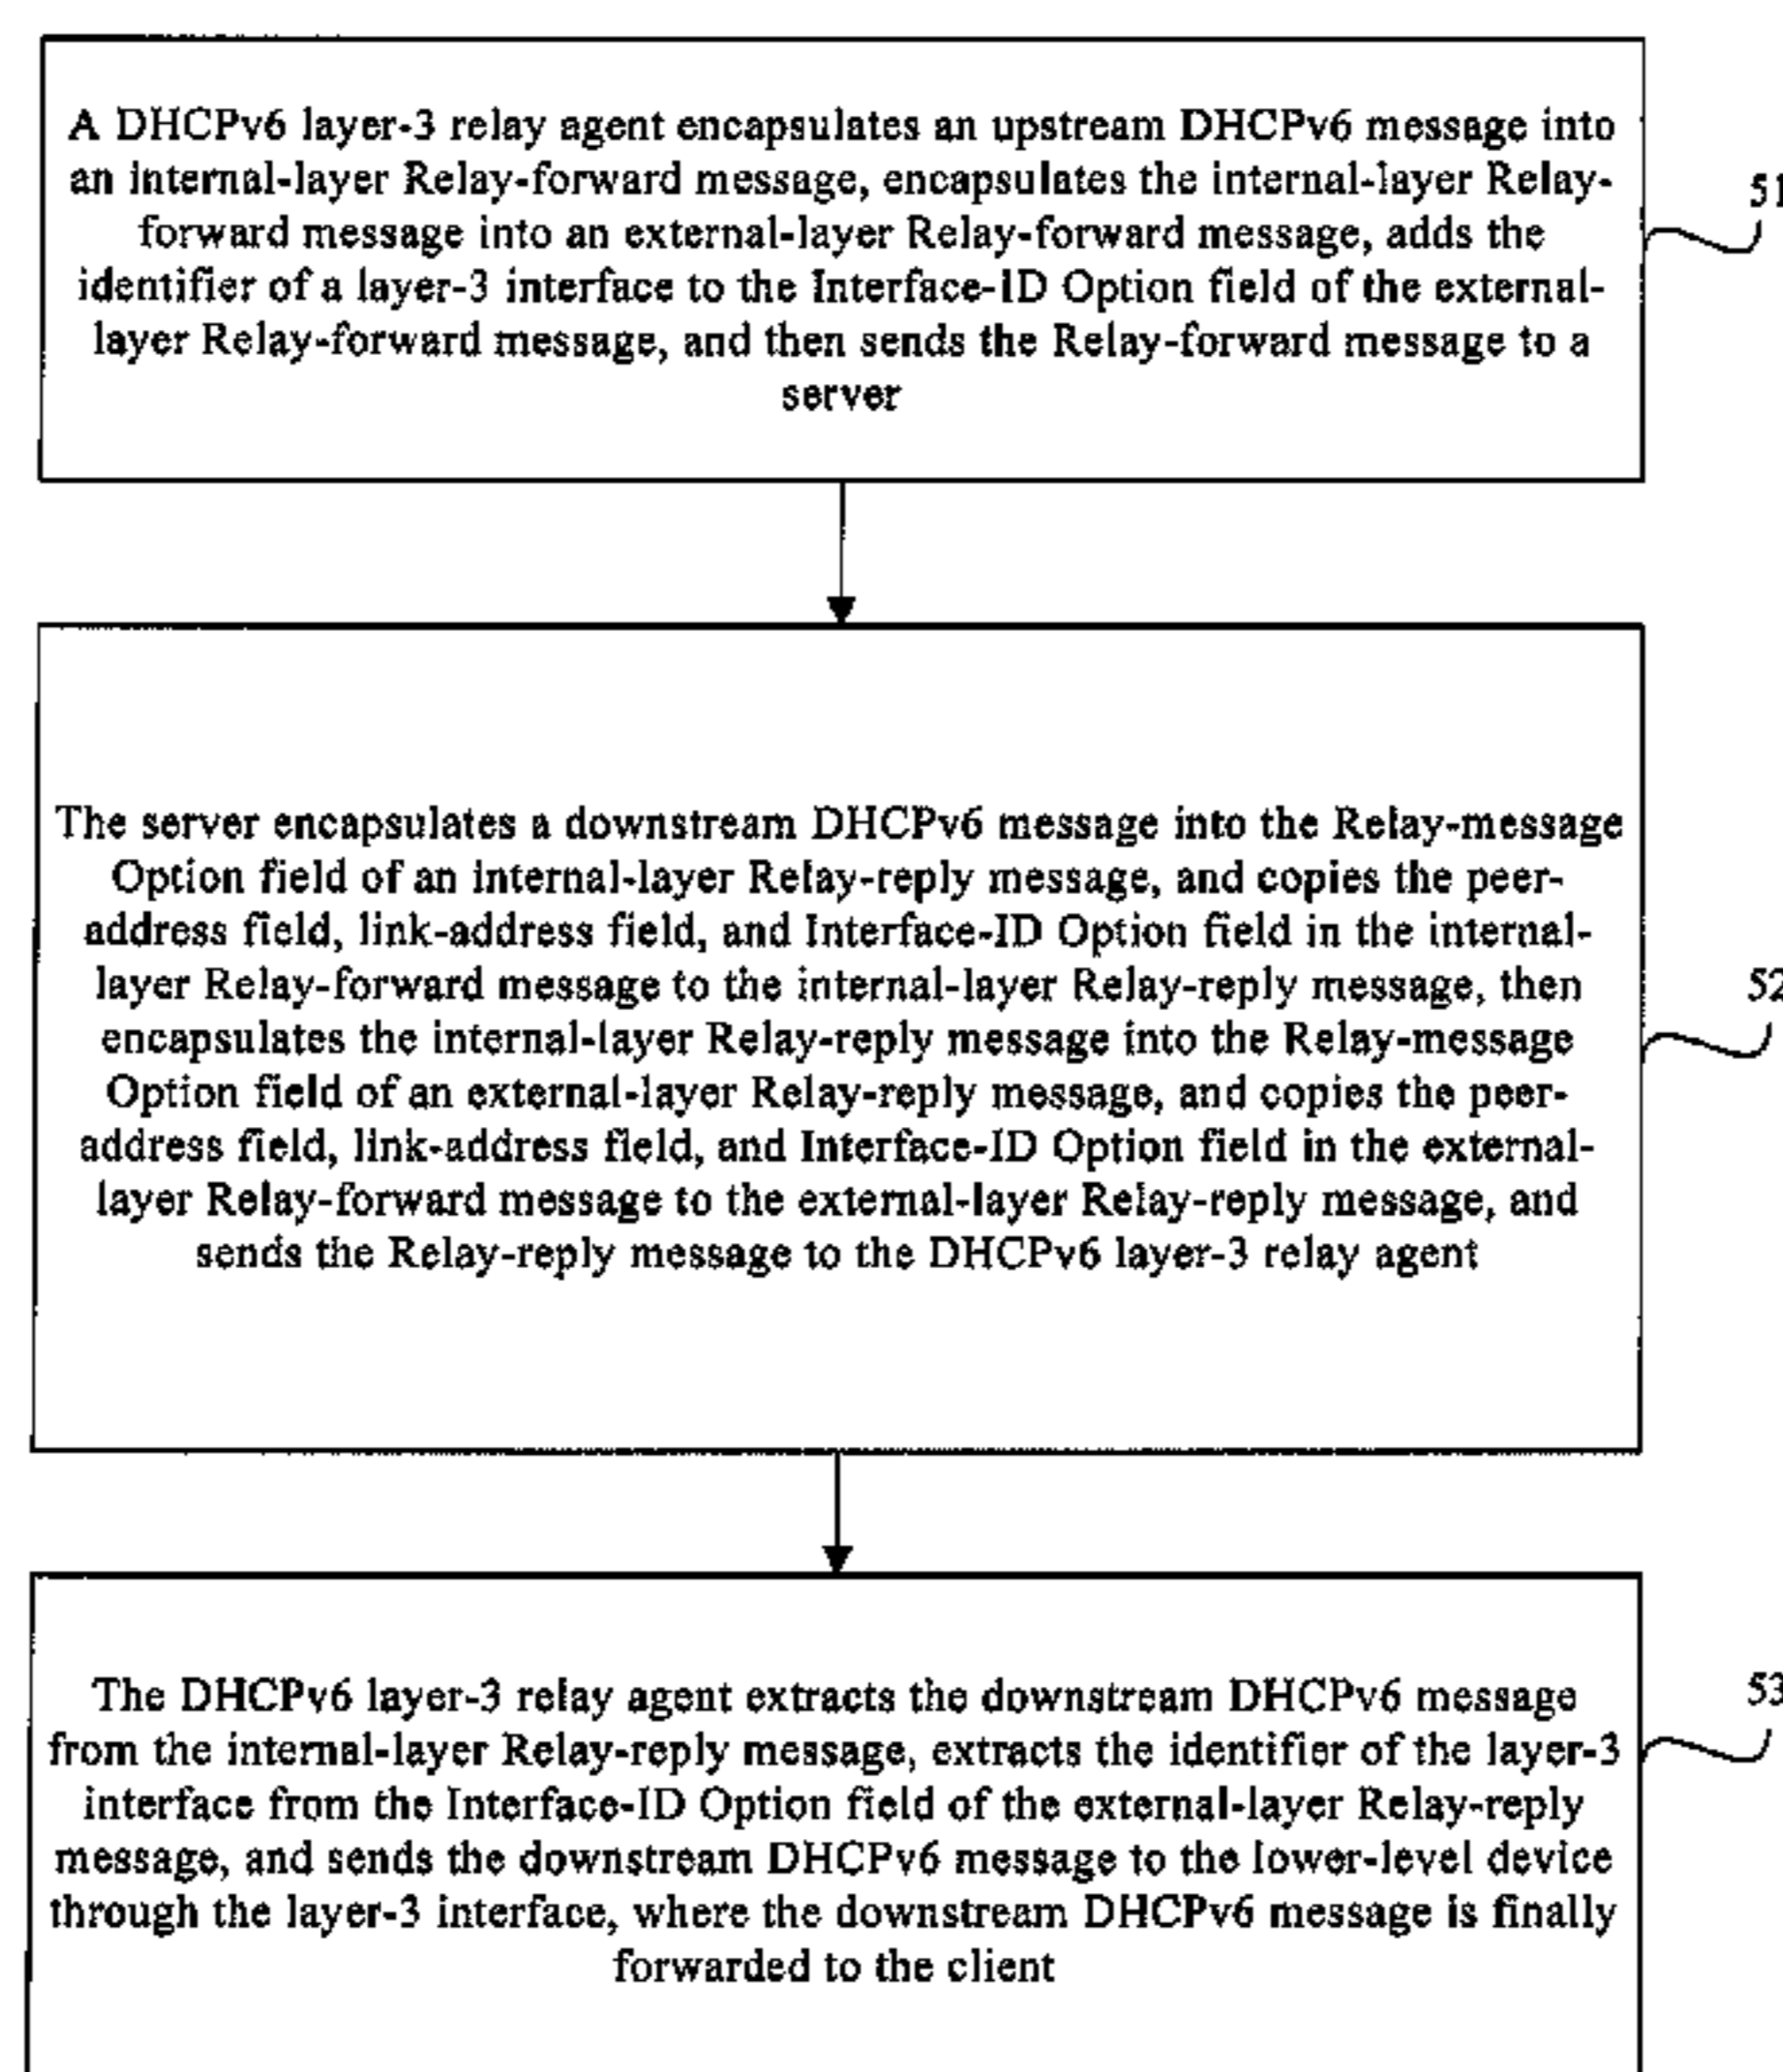 A DHCPv6 layer-3 relay agent encapsulates an upstream DHCPv6 message into
an internal-layer Relay-forward message, encapsulates the internal-layer Relay-
forward message into an external-layer Relay-forward message, adds the
identifier of a layer-3 interface to the Interface-ID Option field of the external-
layer Relay-forward message, and then sends the Relay-forward message to a
server
51
The server encapsulates a downstream DHCPv6 message into the Relay-message
Option field of an internal-layer Relay-reply message, and copies the peer-
address field, link-address field, and Interface-ID Option field in the internal-
layer Relay-forward message to the internal-layer Relay-reply message, then
encapsulates the internal-layer Relay-reply message into the Relay-message
Option field of an external-layer Relay-reply message, and copies the peer-
address field, link-address field, and Interface-ID Option field in the external-
layer Relay-forward message to the external-layer Relay-reply message, and
sends the Relay-reply message to the DHCPv6 layer-3 relay agent
52
The DHCPv6 layer-3 relay agent extracts the downstream DHCPv6 message
from the internal-layer Relay-reply message, extracts the identifier of the layer-3
interface from the Interface-ID Option field of the external-layer Relay-reply
message, and sends the downstream DHCPv6 message to the lower-level device
through the layer-3 interface, where the downstream DHCPv6 message is finally
forwarded to the client
53